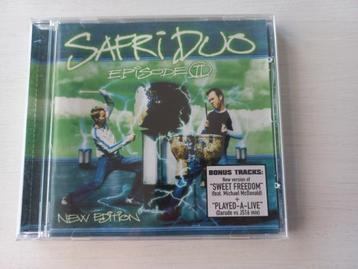 SAFRI DUO
EPISODE II
NEW EDITION
BONUS TRACKS:
New version of
"SWEET FREEDOM"
(feat. Michael McDonald)
+
"PLAYED-A-LIVE"
(Darude vs JS16 mix)